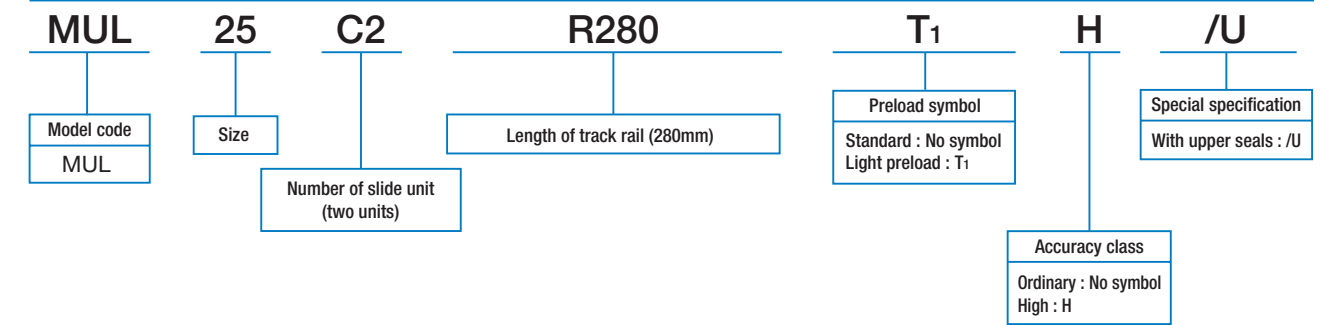 MUL 25 C2 R280 T1 H /U
Model code
MUL
Size
Number of slide unit
(two units)
Length of track rail (280mm)
Preload symbol
Standard : No symbol
Light preload : T1
Accuracy class
Ordinary : No symbol
High : H
Special specification
With upper seals : /U